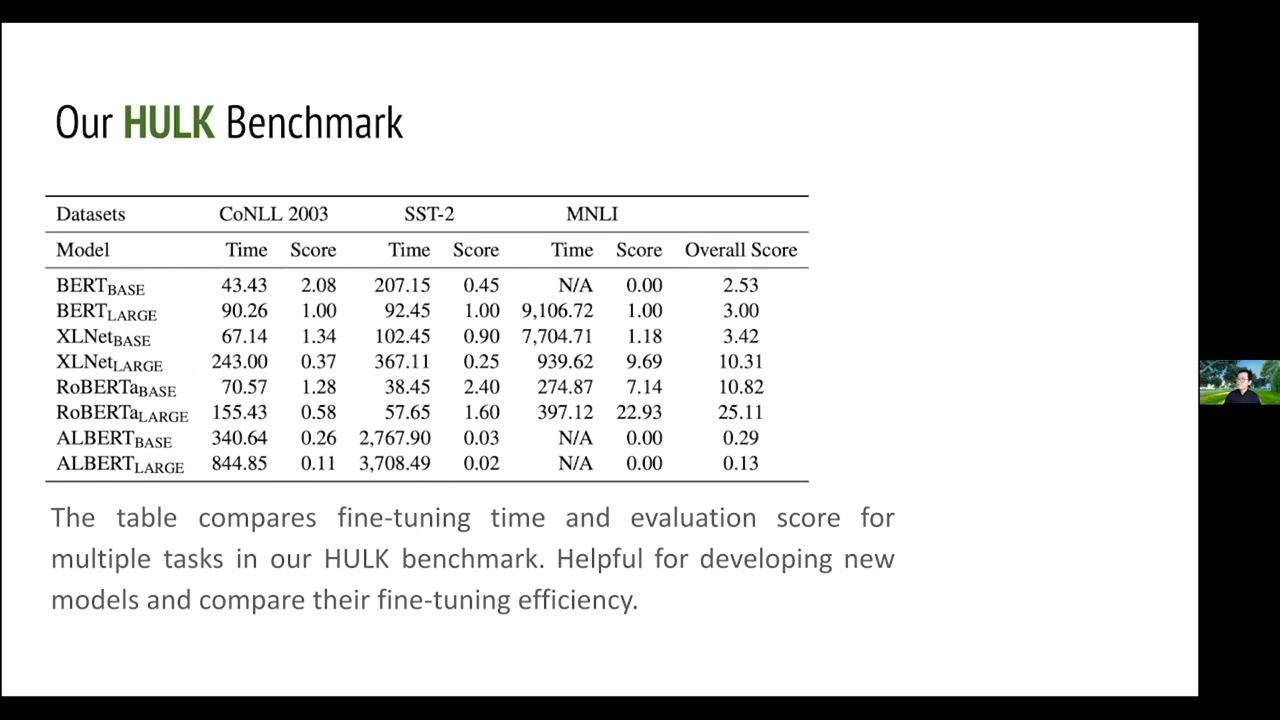 Our HULK Benchmark
Datasets CoNLL 2003 SST-2 MNLI
Model Time Score Time Score Time Score Overall Score
BERTBASE 43.43 2.08 207.15 0.45 N/A 0.00 2.53
BERTLARGE 90.26 1.00 92.45 1.00 9,106.72 1.00 3.00
XLNetBASE 67.14 1.34 102.45 0.90 7,704.71 1.18 3.42
XLNetLARGE 243.00 0.37 367.11 0.25 939.62 9.69 10.31
RoBERTaBASE 70.57 1.28 38.45 2.40 274.87 7.14 10.82
RoBERTaLARGE 155.43 0.58 57.65 1.60 397.12 22.93 25.11
ALBERTBASE 340.64 0.26 2,767.90 0.03 N/A 0.00 0.29
ALBERTLARGE 844.85 0.11 3,708.49 0.02 N/A 0.00 0.13
The table compares fine-tuning time and evaluation score for
multiple tasks in our HULK benchmark. Helpful for developing new
models and compare their fine-tuning efficiency.